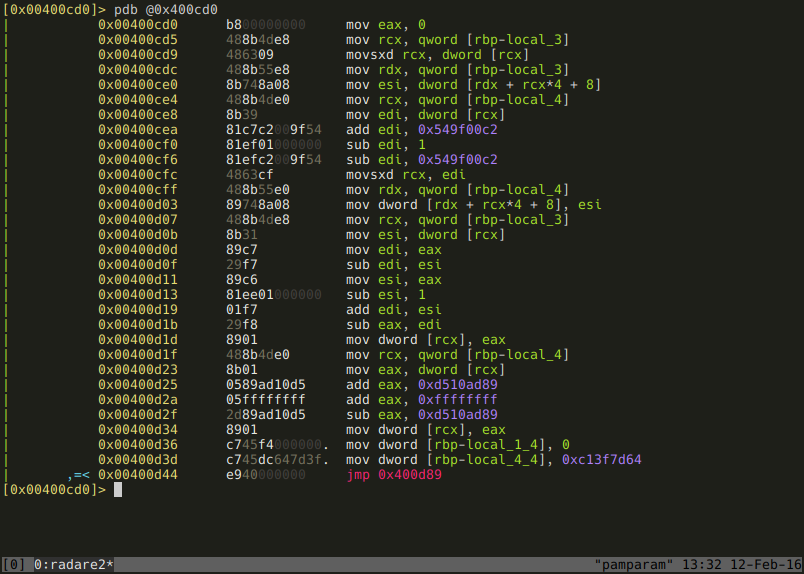 [0x00400cd0]> pdb @0x400cd0
| 0x00400cd0 b800000000 mov eax, 0
| 0x00400cd5 488b4de8 mov rcx, qword [rbp-local_3]
| 0x00400cd9 486309 movsxd rcx, dword [rcx]
| 0x00400cdc 488b55e8 mov rdx, qword [rbp-local_3]
| 0x00400ce0 8b748a08 mov esi, dword [rdx + rcx*4 + 8]
| 0x00400ce4 488b4de0 mov rcx, qword [rbp-local_4]
| 0x00400ce8 8b39 mov edi, dword [rcx]
| 0x00400cea 81c7c2009f54 add edi, 0x549f00c2
| 0x00400cf0 81ef01000000 sub edi, 1
| 0x00400cf6 81efc2009f54 sub edi, 0x549f00c2
| 0x00400cfc 4863cf movsxd rcx, edi
| 0x00400cff 488b55e0 mov rdx, qword [rbp-local_4]
| 0x00400d03 89748a08 mov dword [rdx + rcx*4 + 8], esi
| 0x00400d07 488b4de8 mov rcx, qword [rbp-local_3]
| 0x00400d0b 8b31 mov esi, dword [rcx]
| 0x00400d0d 89c7 mov edi, eax
| 0x00400d0f 29f7 sub edi, esi
| 0x00400d11 89c6 mov esi, eax
| 0x00400d13 81ee01000000 sub esi, 1
| 0x00400d19 01f7 add edi, esi
| 0x00400d1b 29f8 sub eax, edi
| 0x00400d1d 8901 mov dword [rcx], eax
| 0x00400d1f 488b4de0 mov rcx, qword [rbp-local_4]
| 0x00400d23 8b01 mov eax, dword [rcx]
| 0x00400d25 0589ad10d5 add eax, 0xd510ad89
| 0x00400d2a 05ffffffff add eax, 0xffffffff
| 0x00400d2f 2d89ad10d5 sub eax, 0xd510ad89
| 0x00400d34 8901 mov dword [rcx], eax
| 0x00400d36 c745f4000000. mov dword [rbp-local_1_4], 0
| 0x00400d3d c745dc647d3f. mov dword [rbp-local_4_4], 0xc13f7d64
| ,=< 0x00400d44 e940000000 jmp 0x400d89
[0x00400cd0]>
[0] 0:radare2* "pamparam" 13:32 12-Feb-16